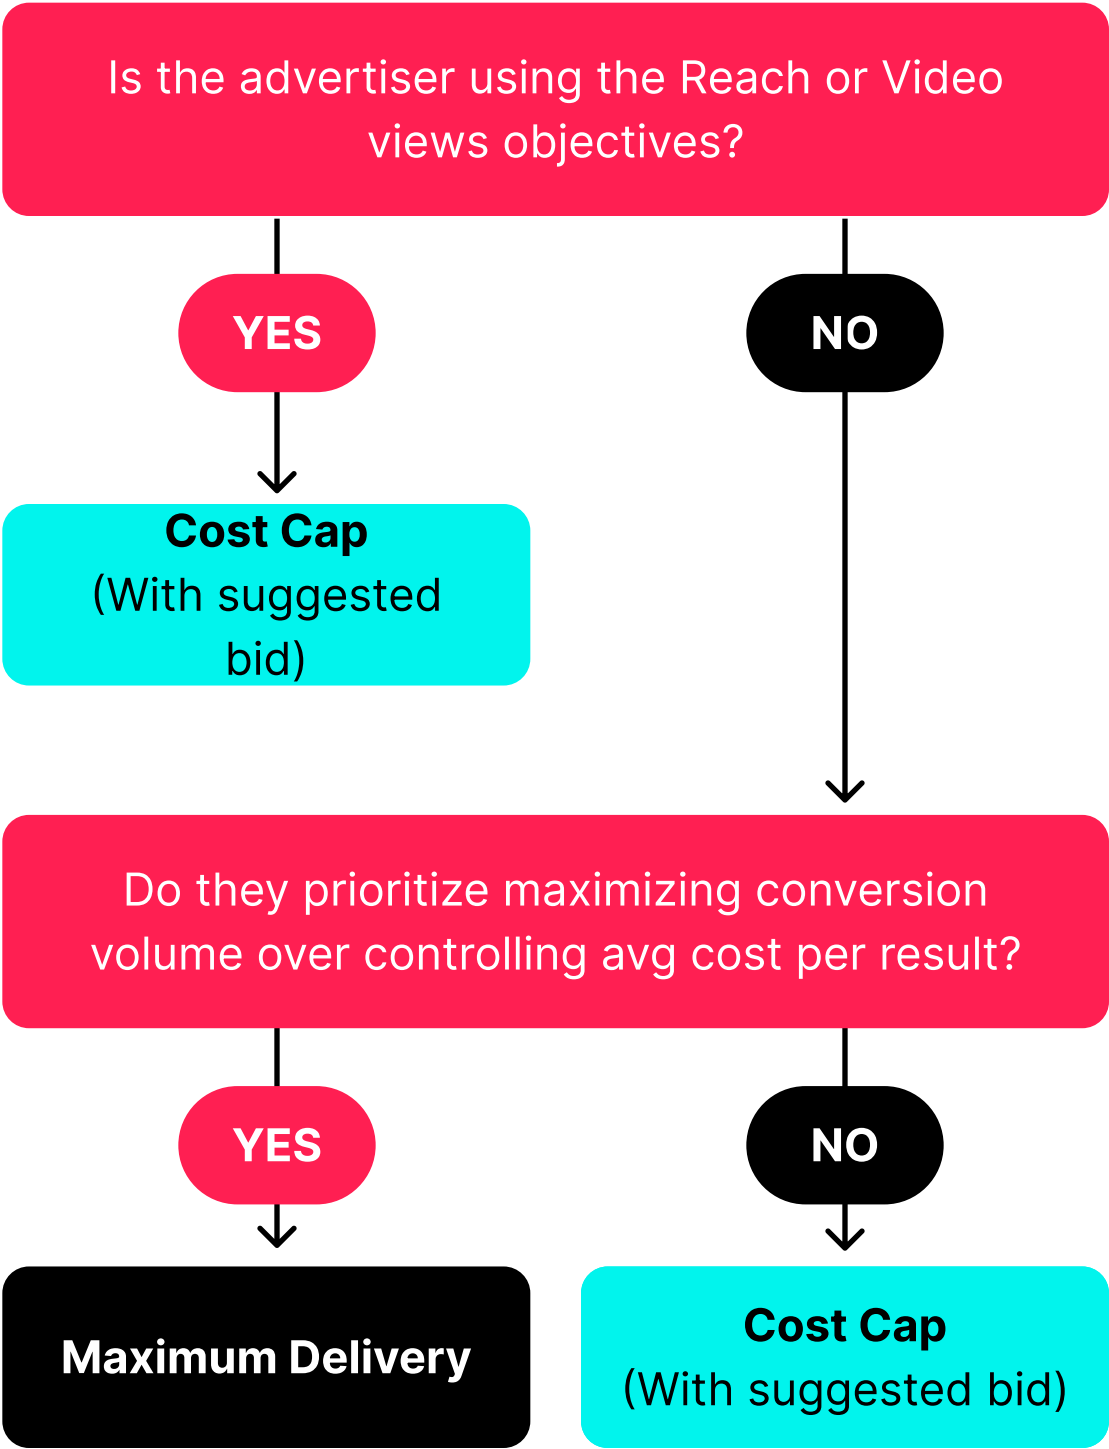 Is the advertiser using the Reach or Video
views objectives?
YES
NO
Cost Cap
(With suggested
bid)
Do they prioritize maximizing conversion
volume over controlling avg cost per result?
YES
NO
Maximum Delivery
Cost Cap
(With suggested bid)